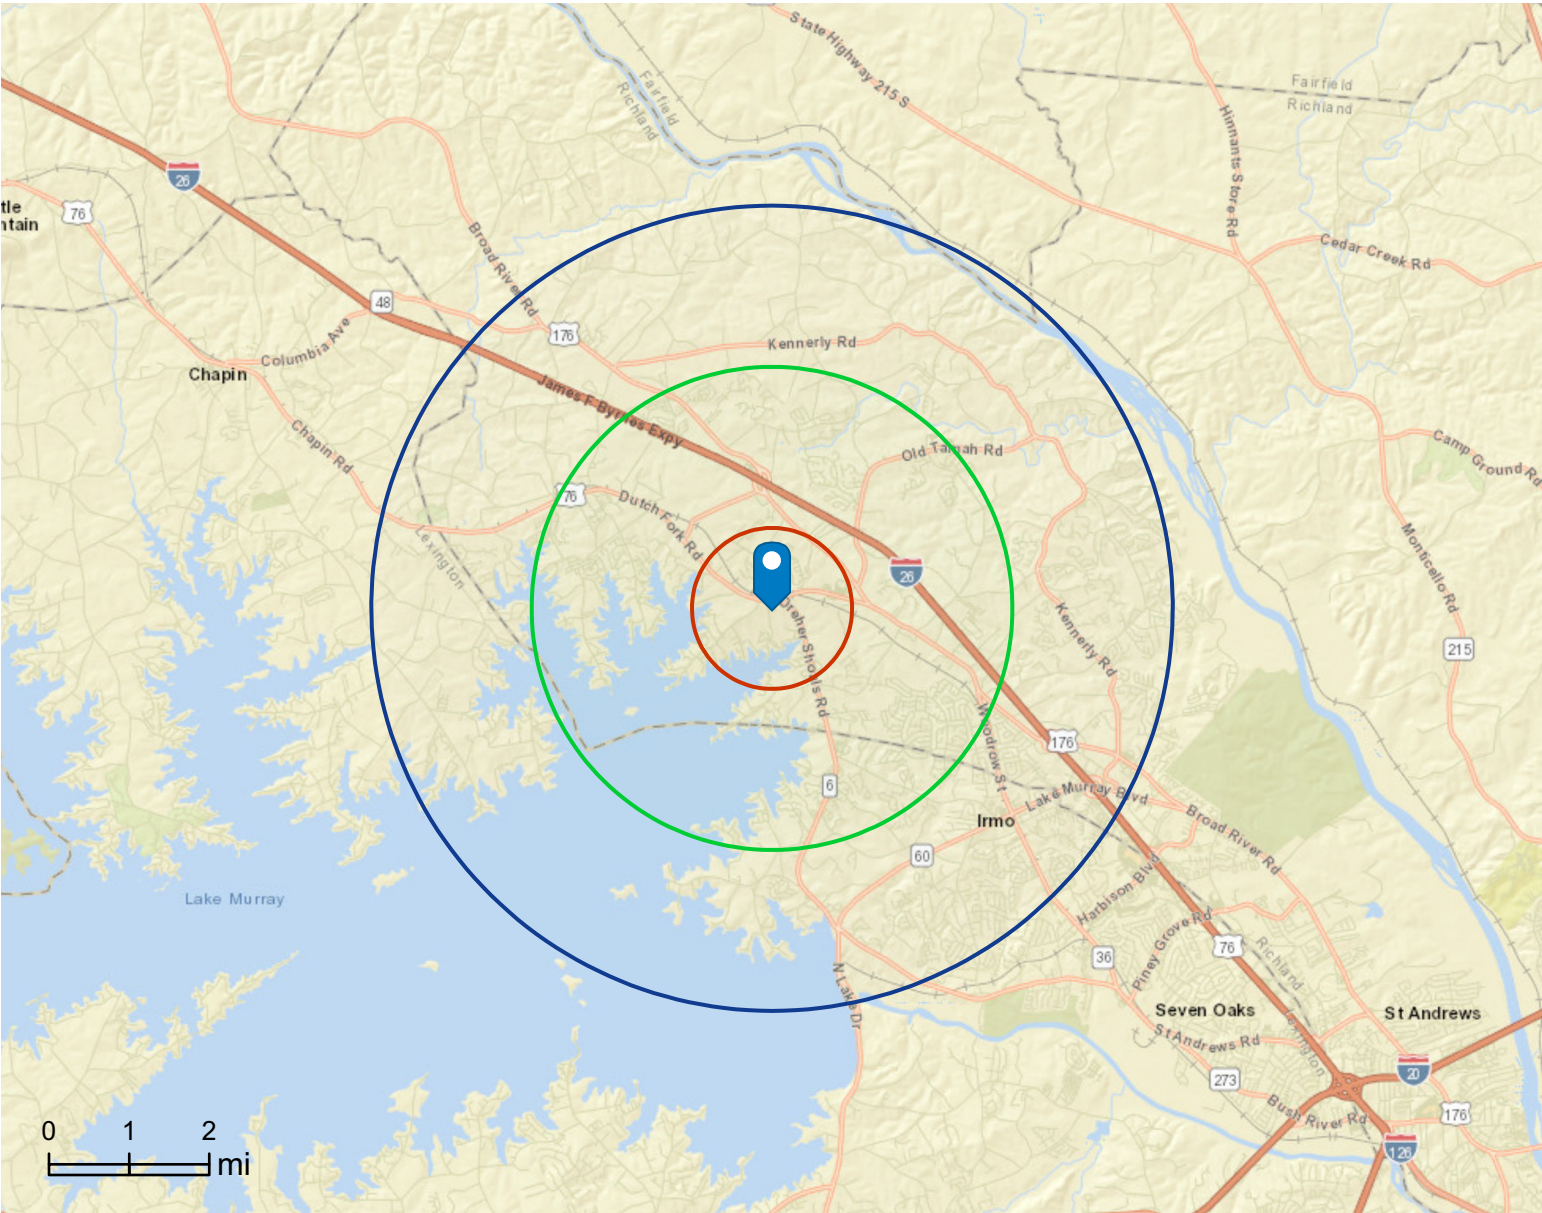 State Highway 215 S
Fairfield
Richland
Fairfield
Richland
Hinnants Store Rd
26
76
tle
ntain
Broad River Rd
Cedar Creek Rd
48
176
Columbia Ave
Kennerly Rd
Chapin
James F Byrnes Expy
Chapin Rd
Old Tamah Rd
Camp Ground Rd
76
Dutch Fork Rd
Lexington
Monticello Rd
26
Dreher Shoals Rd
Kennerly Rd
215
Woodrow St
176
6
Lake Murray Blvd
Irmo
Broad River Rd
60
Harbison Blvd
Lake Murray
Piney Grove Rd
76
Richland
36
N Lake Dr
Seven Oaks
St Andrews
St Andrews Rd
Lexington
20
273
Bush River Rd
176
126
0 1 2
mi